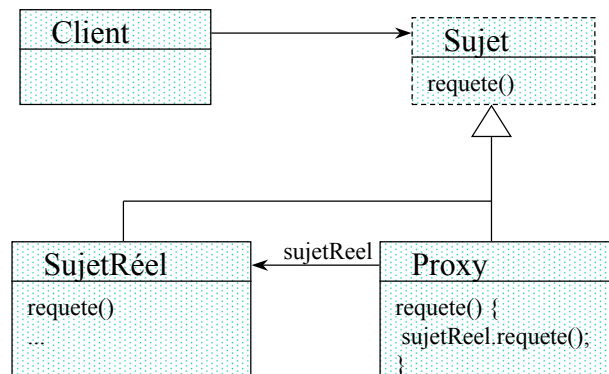 Client
Sujet
requete()
SujetRéel
requete()
...
sujetReel
Proxy
requete() {
sujetReel.requete();
}